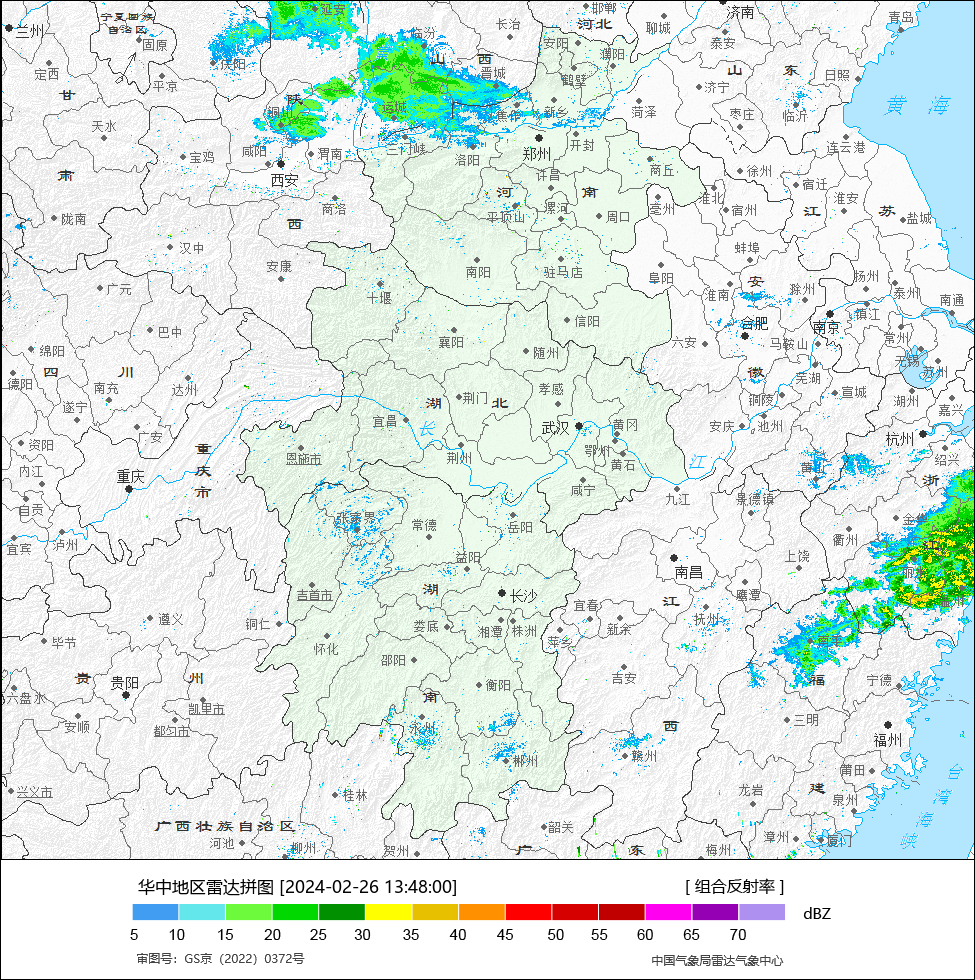 宁夏回族
自治区
延安
临汾
长治
邯郸
河北
聊城
济南
青岛
兰州
固原
庆阳
山西
安阳
濮阳
泰安
定西
平凉
陕
晋城
鹤壁
山东
日照
甘
铜川
运城
焦作
新乡
菏泽
济宁
枣庄
临沂
黄海
天水
宝鸡
咸阳
渭南
三门峡
洛阳
郑州
开封
连云港
肃
西安
许昌
商丘
徐州
宿迁
商洛
河南
漯河
平顶山
周口
亳州
淮北
宿州
淮安
江苏
盐城
陇南
西
汉中
安康
南阳
驻马店
阜阳
蚌埠
广元
十堰
淮南
安
滁州
扬州
泰州
南通
巴中
信阳
合肥
南京
镇江
绵阳
襄阳
随州
六安
马鞍山
常州
无锡
苏州
德阳
四川
南充
达州
荆门
孝感
徽
芜湖
宣城
湖州
遂宁
湖北
铜陵
嘉兴
广安
宜昌
长
武汉
黄冈
安庆
池州
杭州
资阳
重庆市
恩施市
荆州
鄂州
黄石
江
黄山
绍兴
内江
重庆
咸宁
九江
景德镇
浙
自贡
张家界
常德
岳阳
衢州
宜宾
泸州
益阳
南昌
上饶
吉首市
湖
长沙
宜春
江
鹰潭
遵义
铜仁
娄底
湘潭
株洲
新余
抚州
南平
毕节
怀化
邵阳
萍乡
贵州
贵阳
衡阳
吉安
福
宁德
六盘水
凯里市
南
安顺
都匀市
永州
西
三明
福州
郴州
赣州
莆田
兴义市
桂林
龙岩
建
泉州
台湾海峡
广西壮族自治区
韶关
漳州
厦门
河池
柳州
贺州
广东
梅州
华中地区雷达拼图 [2024-02-26 13:48:00]
[ 组合反射率 ]
dBZ
5 10 15 20 25 30 35 40 45 50 55 60 65 70
审图号：GS京（2022）0372号
中国气象局雷达气象中心